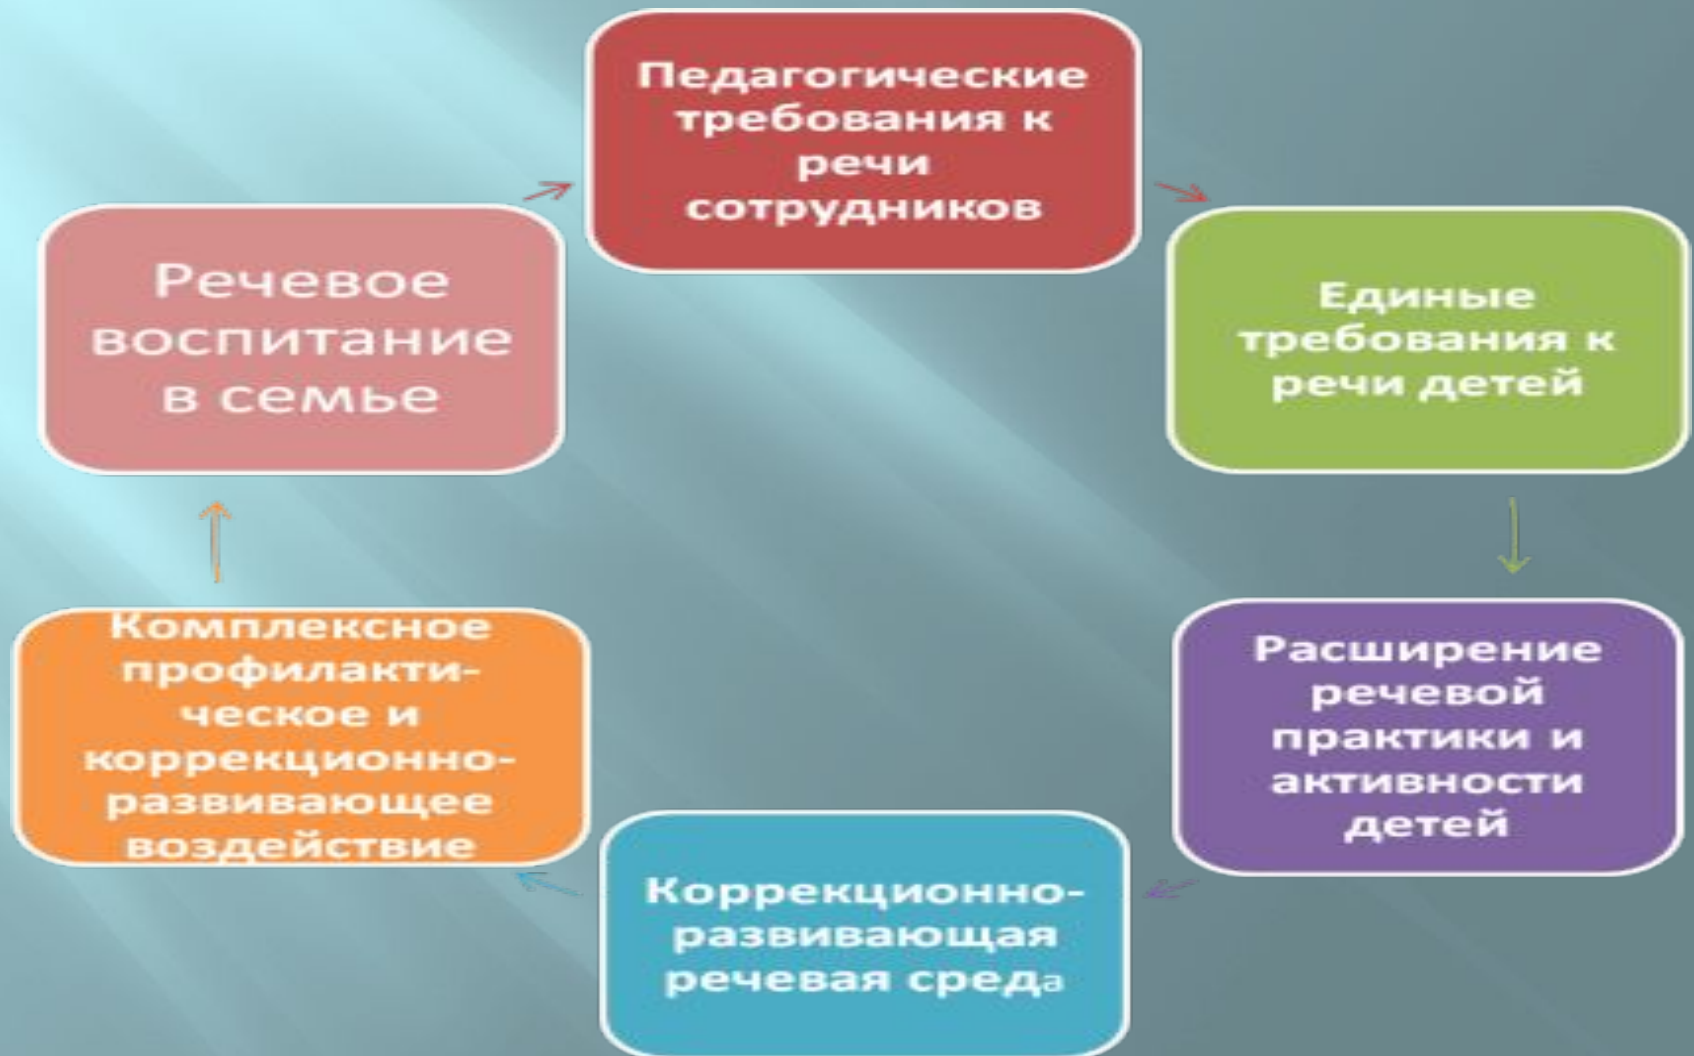 Педагогические
требования к
речи
сотрудников
Единые
требования к
речи детей
Расширение
речевой
практики и
активности
детей
Коррекционно-
развивающая
речевая среда
Комплексное
профилакти-
ческое и
коррекционно-
развивающее
воздействие
Речевое
воспитание
в семье